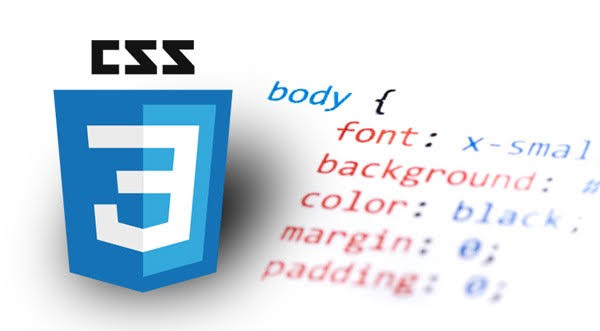 CSS
3
body {
font: x-smal
background: #
color: black;
margin: 0;
padding: 0;